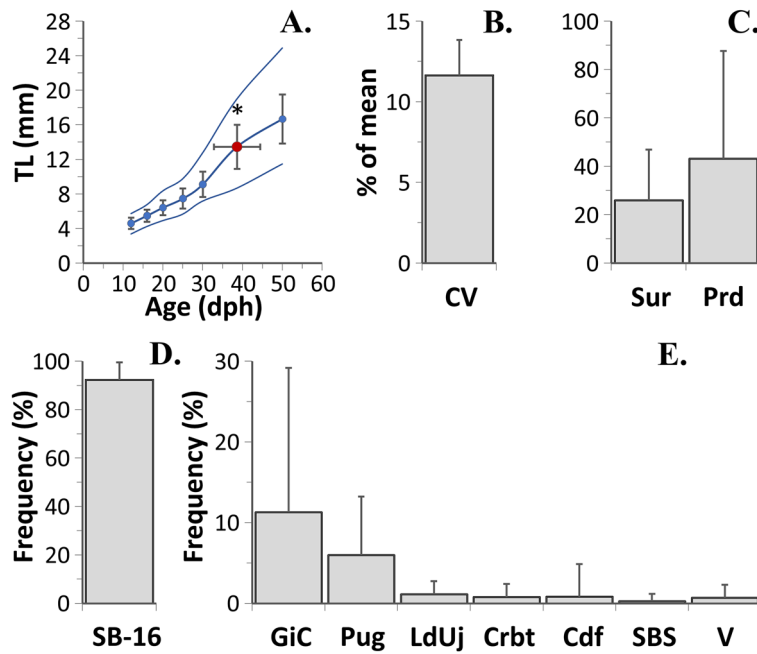 A.
B.
C.
TL (mm)
28
24
20
16
12
8
4
0
*
0 10 20 30 40 50 60
Age (dph)
% of mean
15
10
5
0
CV
100
80
60
40
20
0
Sur Prd
D.
E.
Frequency (%)
100
80
60
40
20
0
SB-16
Frequency (%)
30
20
10
0
GiC Pug LdUj Crbt Cdf SBS V